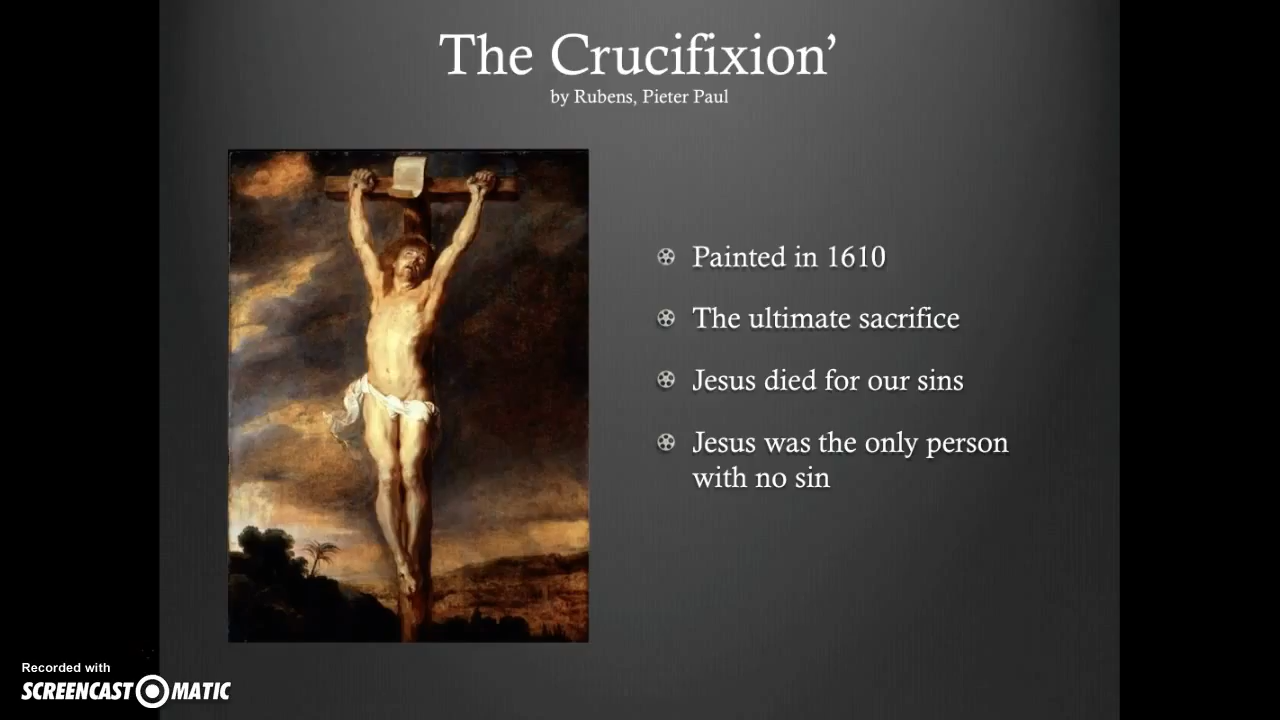 The Crucifixion’
by Rubens, Pieter Paul
Painted in 1610
The ultimate sacrifice
Jesus died for our sins
Jesus was the only person
with no sin
Recorded with
SCREENCAST MATIC